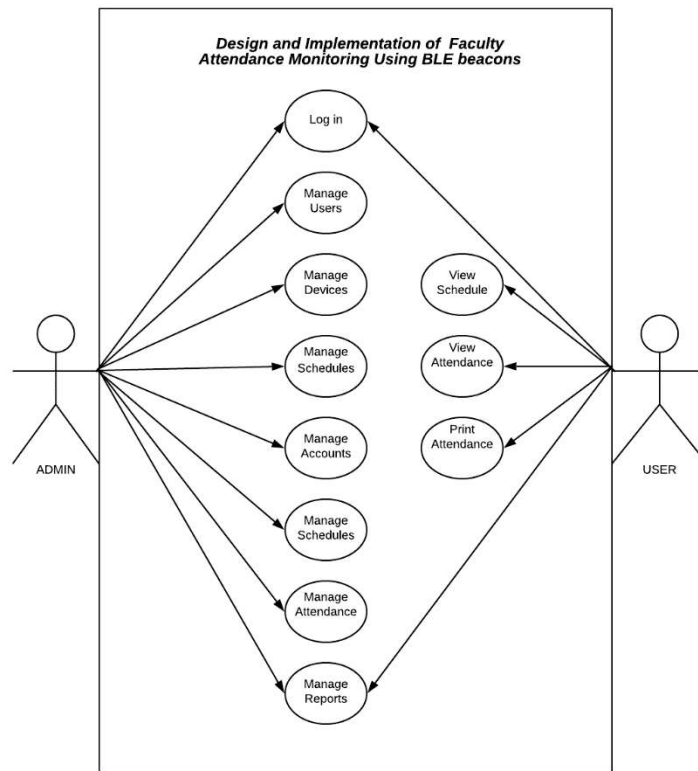 Design and Implementation of Faculty
Attendance Monitoring Using BLE beacons
Log in
Manage
Users
Manage
Devices
View
Schedule
Manage
Schedules
View
Attendance
Manage
Accounts
Print
Attendance
ADMIN
USER
Manage
Schedules
Manage
Attendance
Manage
Reports